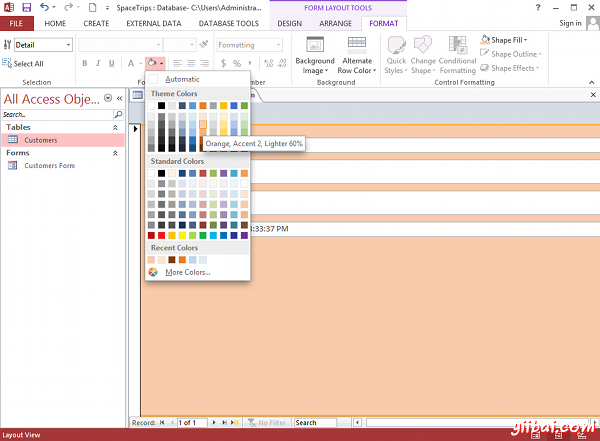 SpaceTrips : Database- C:\Users\Administra...
FORM LAYOUT TOOLS
FILE HOME CREATE EXTERNAL DATA DATABASE TOOLS DESIGN ARRANGE FORMAT Sign in
Detail
Select All
Selection
B I U A
Formatting
$ % ,
Background Image
Alternate Row Color
Background
Quick Styles
Change Shape
Conditional Formatting
Shape Fill
Shape Outline
Shape Effects
Control Formatting
All Access Obje...
Search...
Tables
Customers
Forms
Customers Form
Automatic
Theme Colors
Orange, Accent 2, Lighter 60%
Standard Colors
Recent Colors
More Colors...
:33:37 PM
Record: 1 of 1 No Filter Search
Layout View
yiibai.com